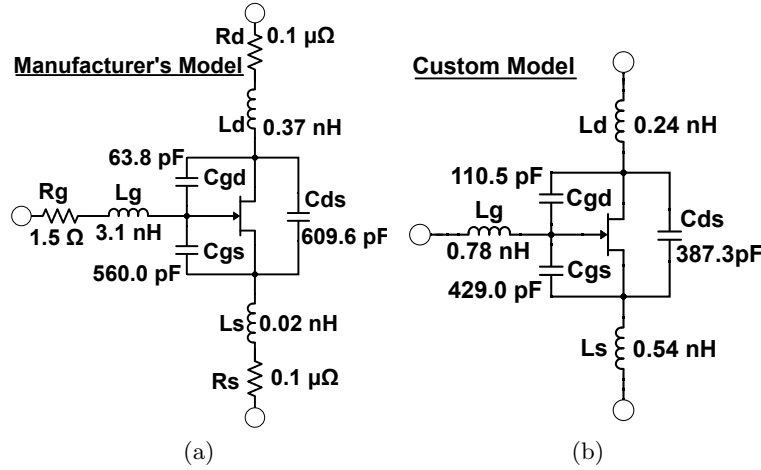 Manufacturer's Model
Rd
0.1 µΩ
Ld
0.37 nH
63.8 pF
Cgd
Rg
Lg
Cds
1.5 Ω
3.1 nH
609.6 pF
Cgs
560.0 pF
Ls
0.02 nH
Rs
0.1 µΩ
(a)
Custom Model
Ld
0.24 nH
110.5 pF
Cgd
Lg
Cds
0.78 nH
387.3pF
Cgs
429.0 pF
Ls
0.54 nH
(b)